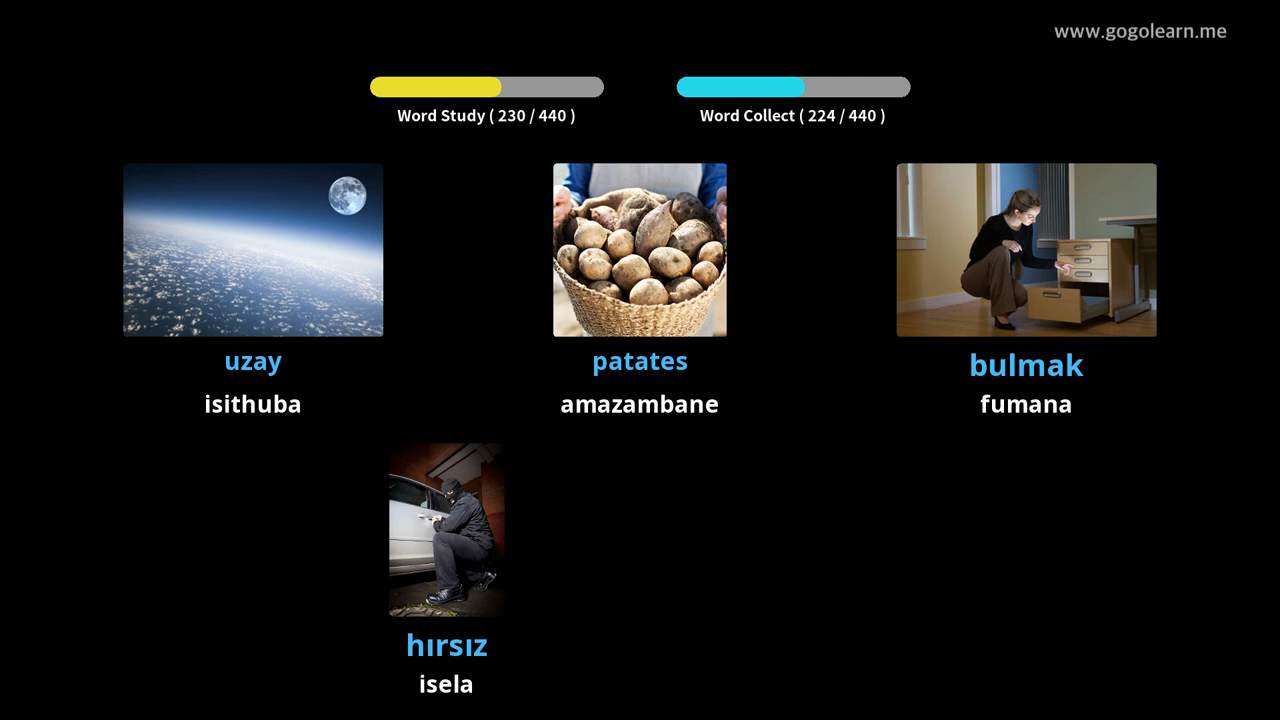 www.gogolearn.me
Word Study ( 230 / 440 )
Word Collect ( 224 / 440 )
uzay
isithuba
patates
amazambane
bulmak
fumana
hırsız
isela